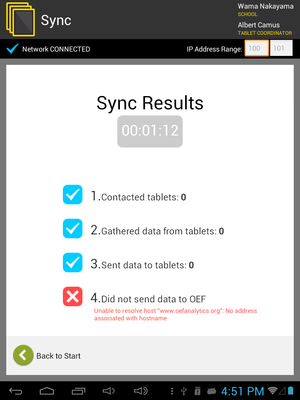 Sync
Wama Nakayama
SCHOOL
Albert Camus
TABLET COORDINATOR
Network CONNECTED
IP Address Range: 100 101
Sync Results
00:01:12
1.Contacted tablets: 0
2.Gathered data from tablets: 0
3.Sent data to tablets: 0
4.Did not send data to OEF
Unable to resolve host "www.oefanalytics.org": No address
associated with hostname
Back to Start
4:51 PM